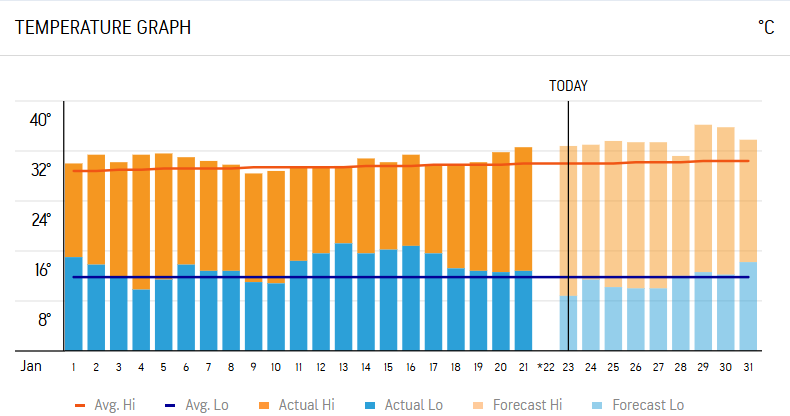 TEMPERATURE GRAPH °C
TODAY
40°
32°
24°
16°
8°
Jan 1 2 3 4 5 6 7 8 9 10 11 12 13 14 15 16 17 18 19 20 21 *22 23 24 25 26 27 28 29 30 31
Avg. Hi Avg. Lo Actual Hi Actual Lo Forecast Hi Forecast Lo